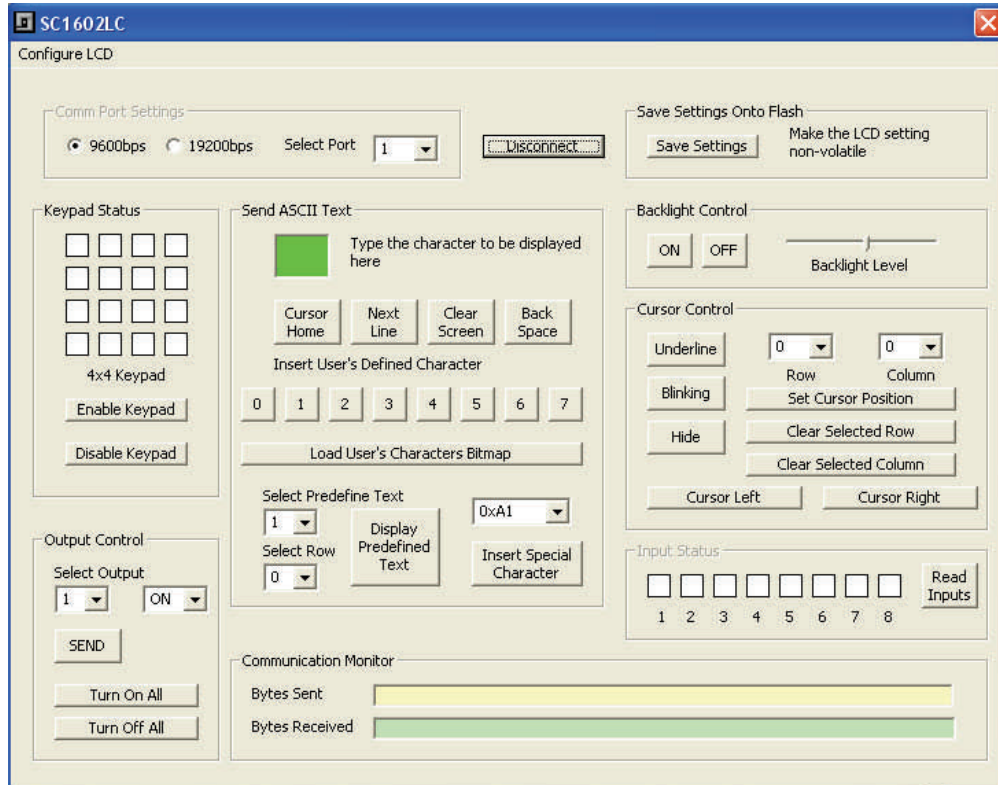 SC1602LC
Configure LCD
Comm Port Settings
9600bps
19200bps
Select Port
1
Disconnect
Save Settings Onto Flash
Save Settings
Make the LCD setting
non-volatile
Keypad Status
4x4 Keypad
Enable Keypad
Disable Keypad
Send ASCII Text
Type the character to be displayed
here
Cursor
Home
Next
Line
Clear
Screen
Back
Space
Insert User's Defined Character
0 1 2 3 4 5 6 7
Load User's Characters Bitmap
Select Predefine Text
1
Select Row
0
Display
Predefined
Text
0xA1
Insert Special
Character
Backlight Control
ON
OFF
Backlight Level
Cursor Control
Underline
Blinking
Hide
0
Row
0
Column
Set Cursor Position
Clear Selected Row
Clear Selected Column
Cursor Left
Cursor Right
Output Control
Select Output
1
ON
SEND
Turn On All
Turn Off All
Input Status
1 2 3 4 5 6 7 8
Read
Inputs
Communication Monitor
Bytes Sent
Bytes Received